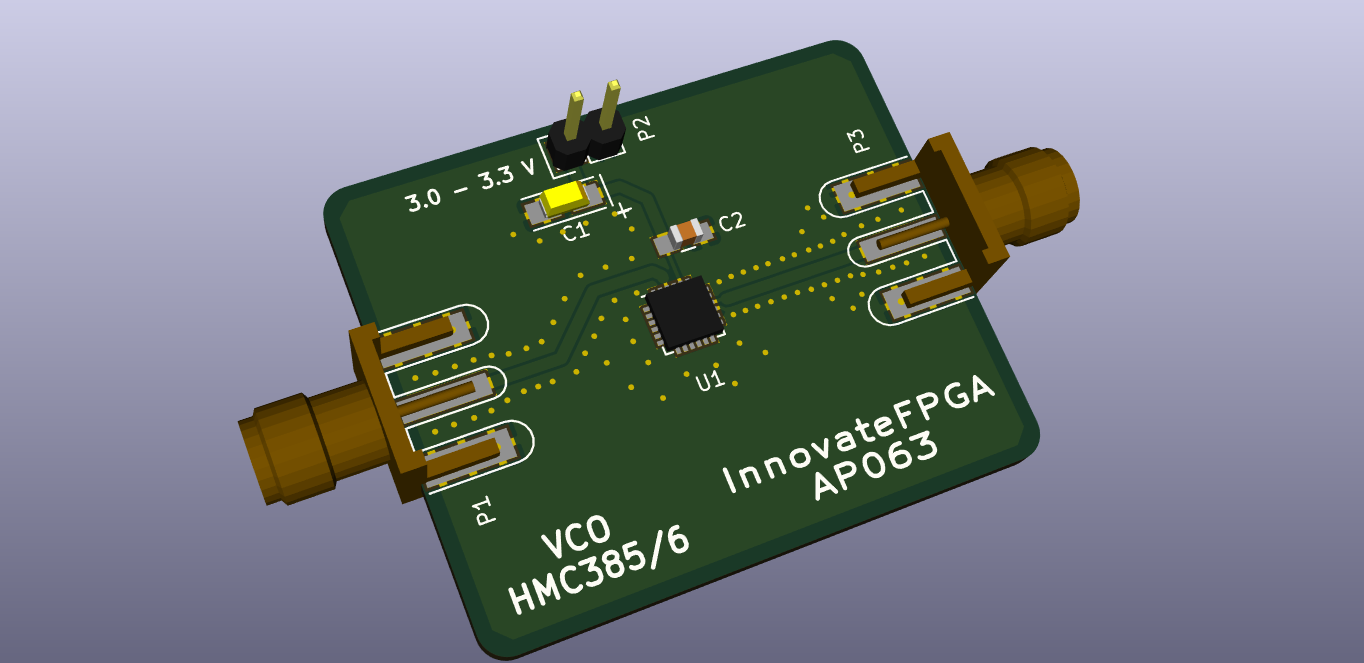 P2
P3
3.0 - 3.3 V
+
C1
C2
U1
InnovateFPGA
AP063
P1
VCO
HMC385/6